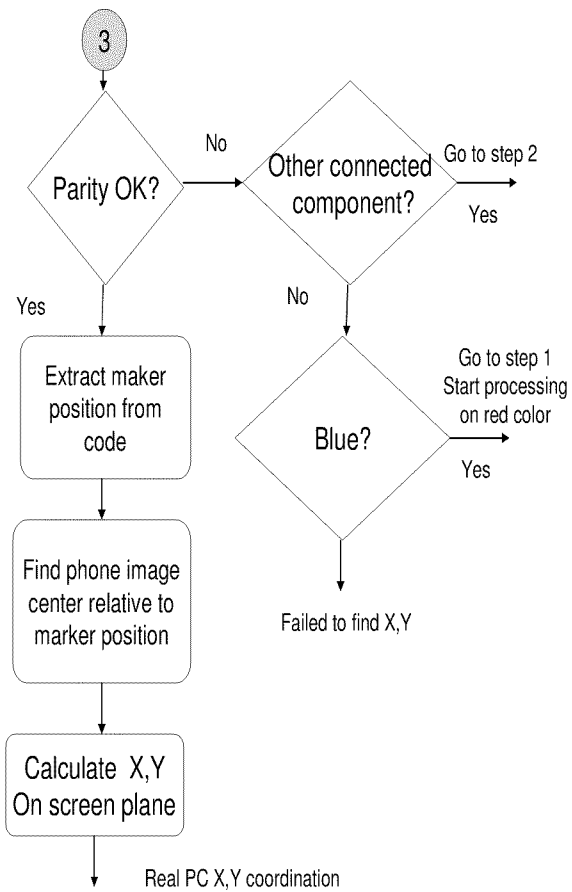 3
Parity OK?
No
Other connected
component?
Go to step 2
Yes
Yes
Extract maker
position from
code
No
Blue?
Go to step 1
Start processing
on red color
Yes
Find phone image
center relative to
marker position
Failed to find X,Y
Calculate X,Y
On screen plane
Real PC X,Y coordination